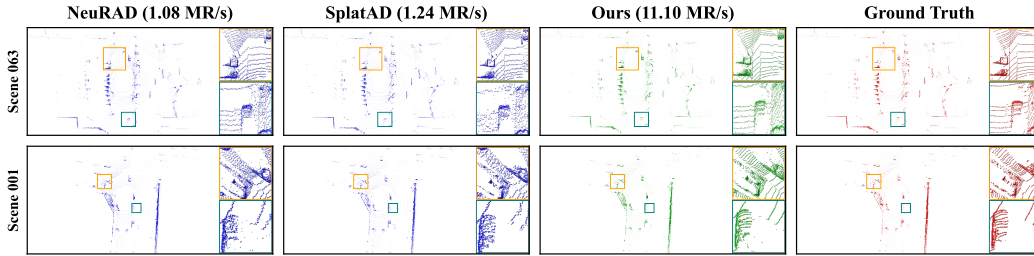 NeuRAD (1.08 MR/s) SplatAD (1.24 MR/s) Ours (11.10 MR/s) Ground Truth
Scene 063
Scene 001